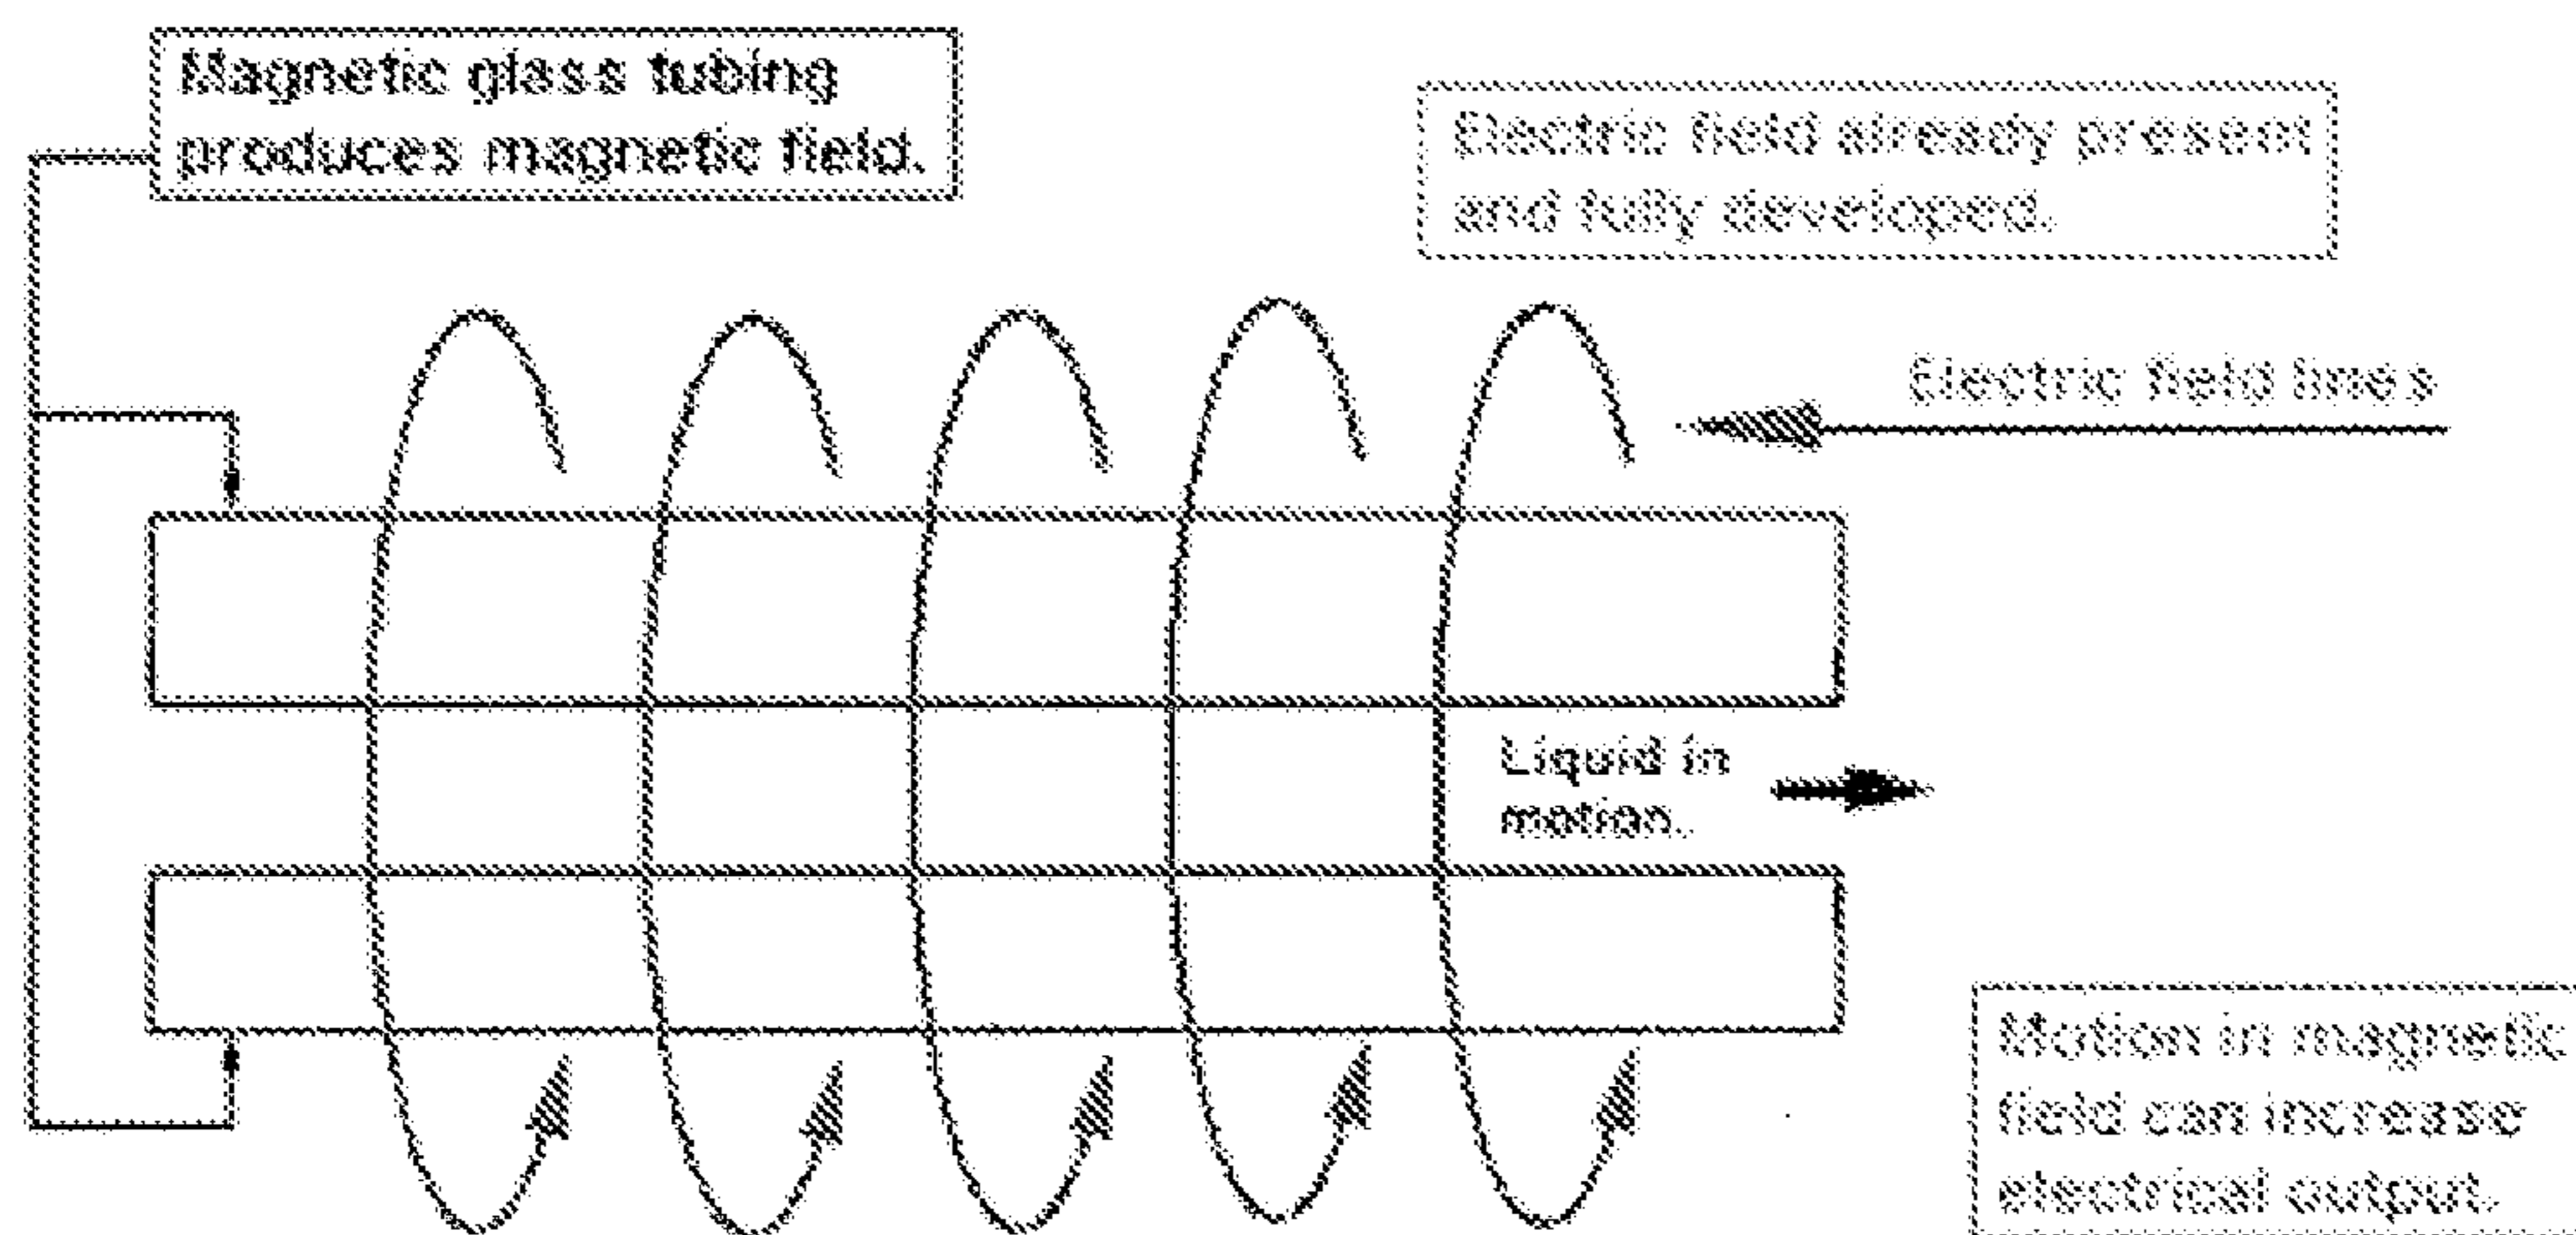 Magnetic glass tubing
produces magnetic field.
Electric field already present
and fully developed.
Electric field lines
Liquid in
motion.
Motion in magnetic
field can increase
electrical output.